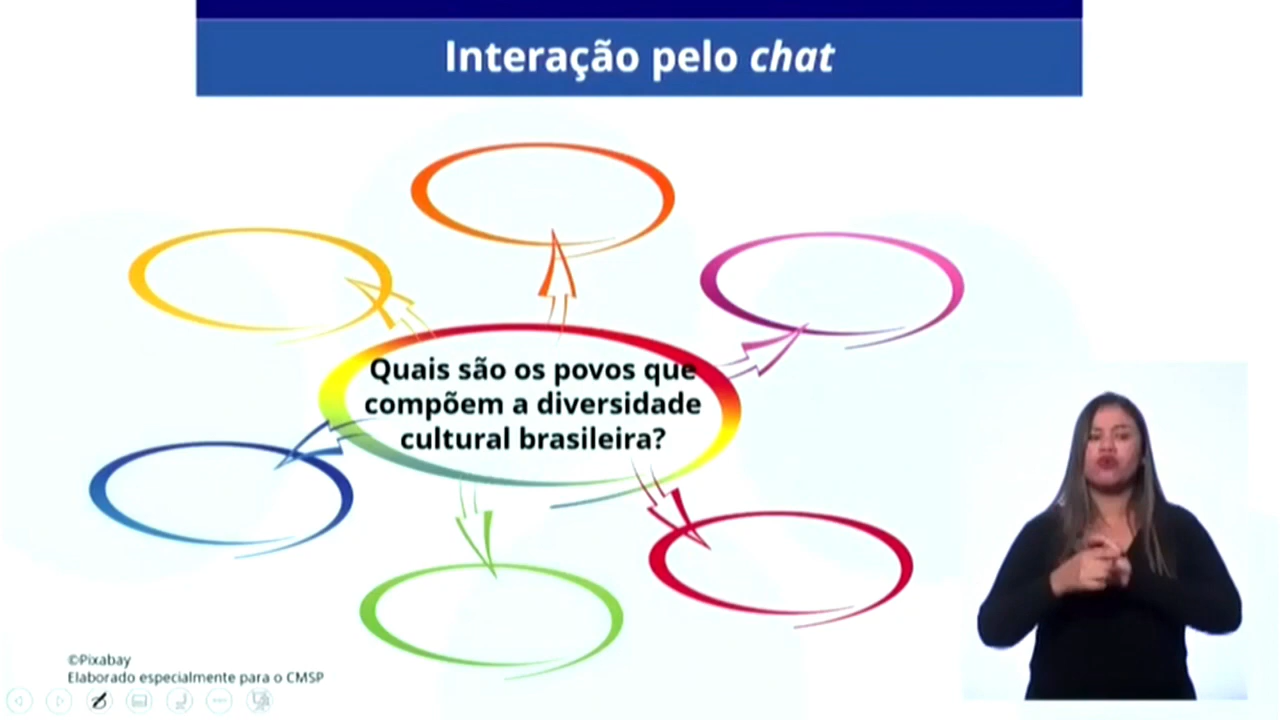 Interação pelo chat
Quais são os povos que
compõem a diversidade
cultural brasileira?
©Pixabay
Elaborado especialmente para o CMSP